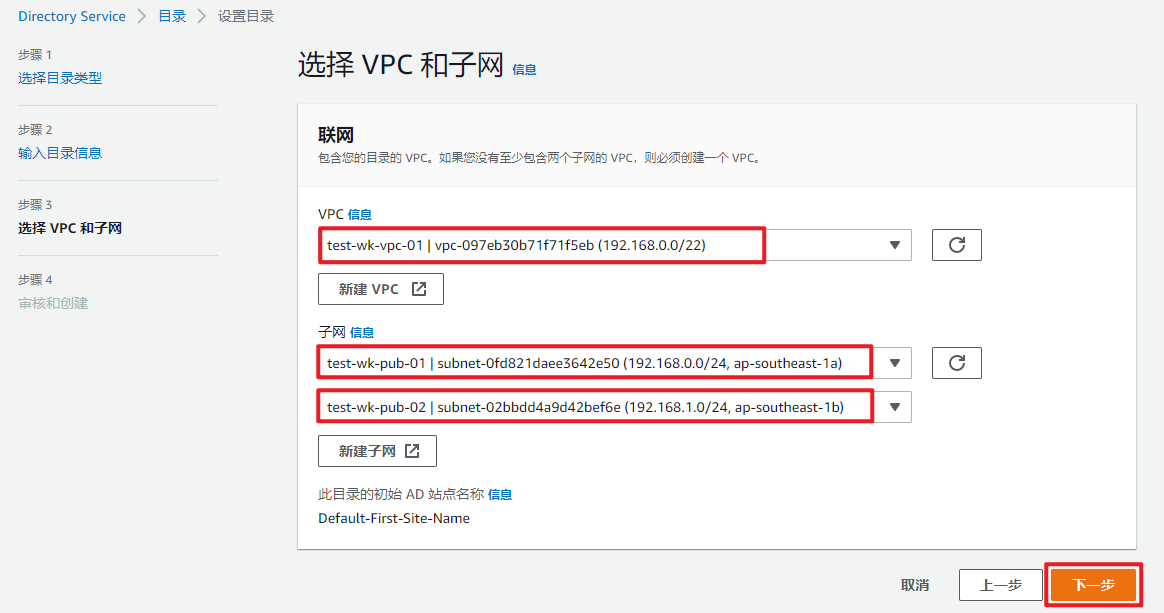 Directory Service > 目录 > 设置目录
步骤 1
选择目录类型
步骤 2
输入目录信息
步骤 3
选择 VPC 和子网
步骤 4
审核和创建
选择 VPC 和子网 信息
联网
包含您的目录的 VPC。如果您没有至少包含两个子网的 VPC，则必须创建一个 VPC。
VPC 信息
test-wk-vpc-01 | vpc-097eb30b71f71f5eb (192.168.0.0/22)
新建 VPC
子网 信息
test-wk-pub-01 | subnet-0fd821daee3642e50 (192.168.0.0/24, ap-southeast-1a)
test-wk-pub-02 | subnet-02bbdd4a9d42bef6e (192.168.1.0/24, ap-southeast-1b)
新建子网
此目录的初始 AD 站点名称 信息
Default-First-Site-Name
取消 上一步 下一步